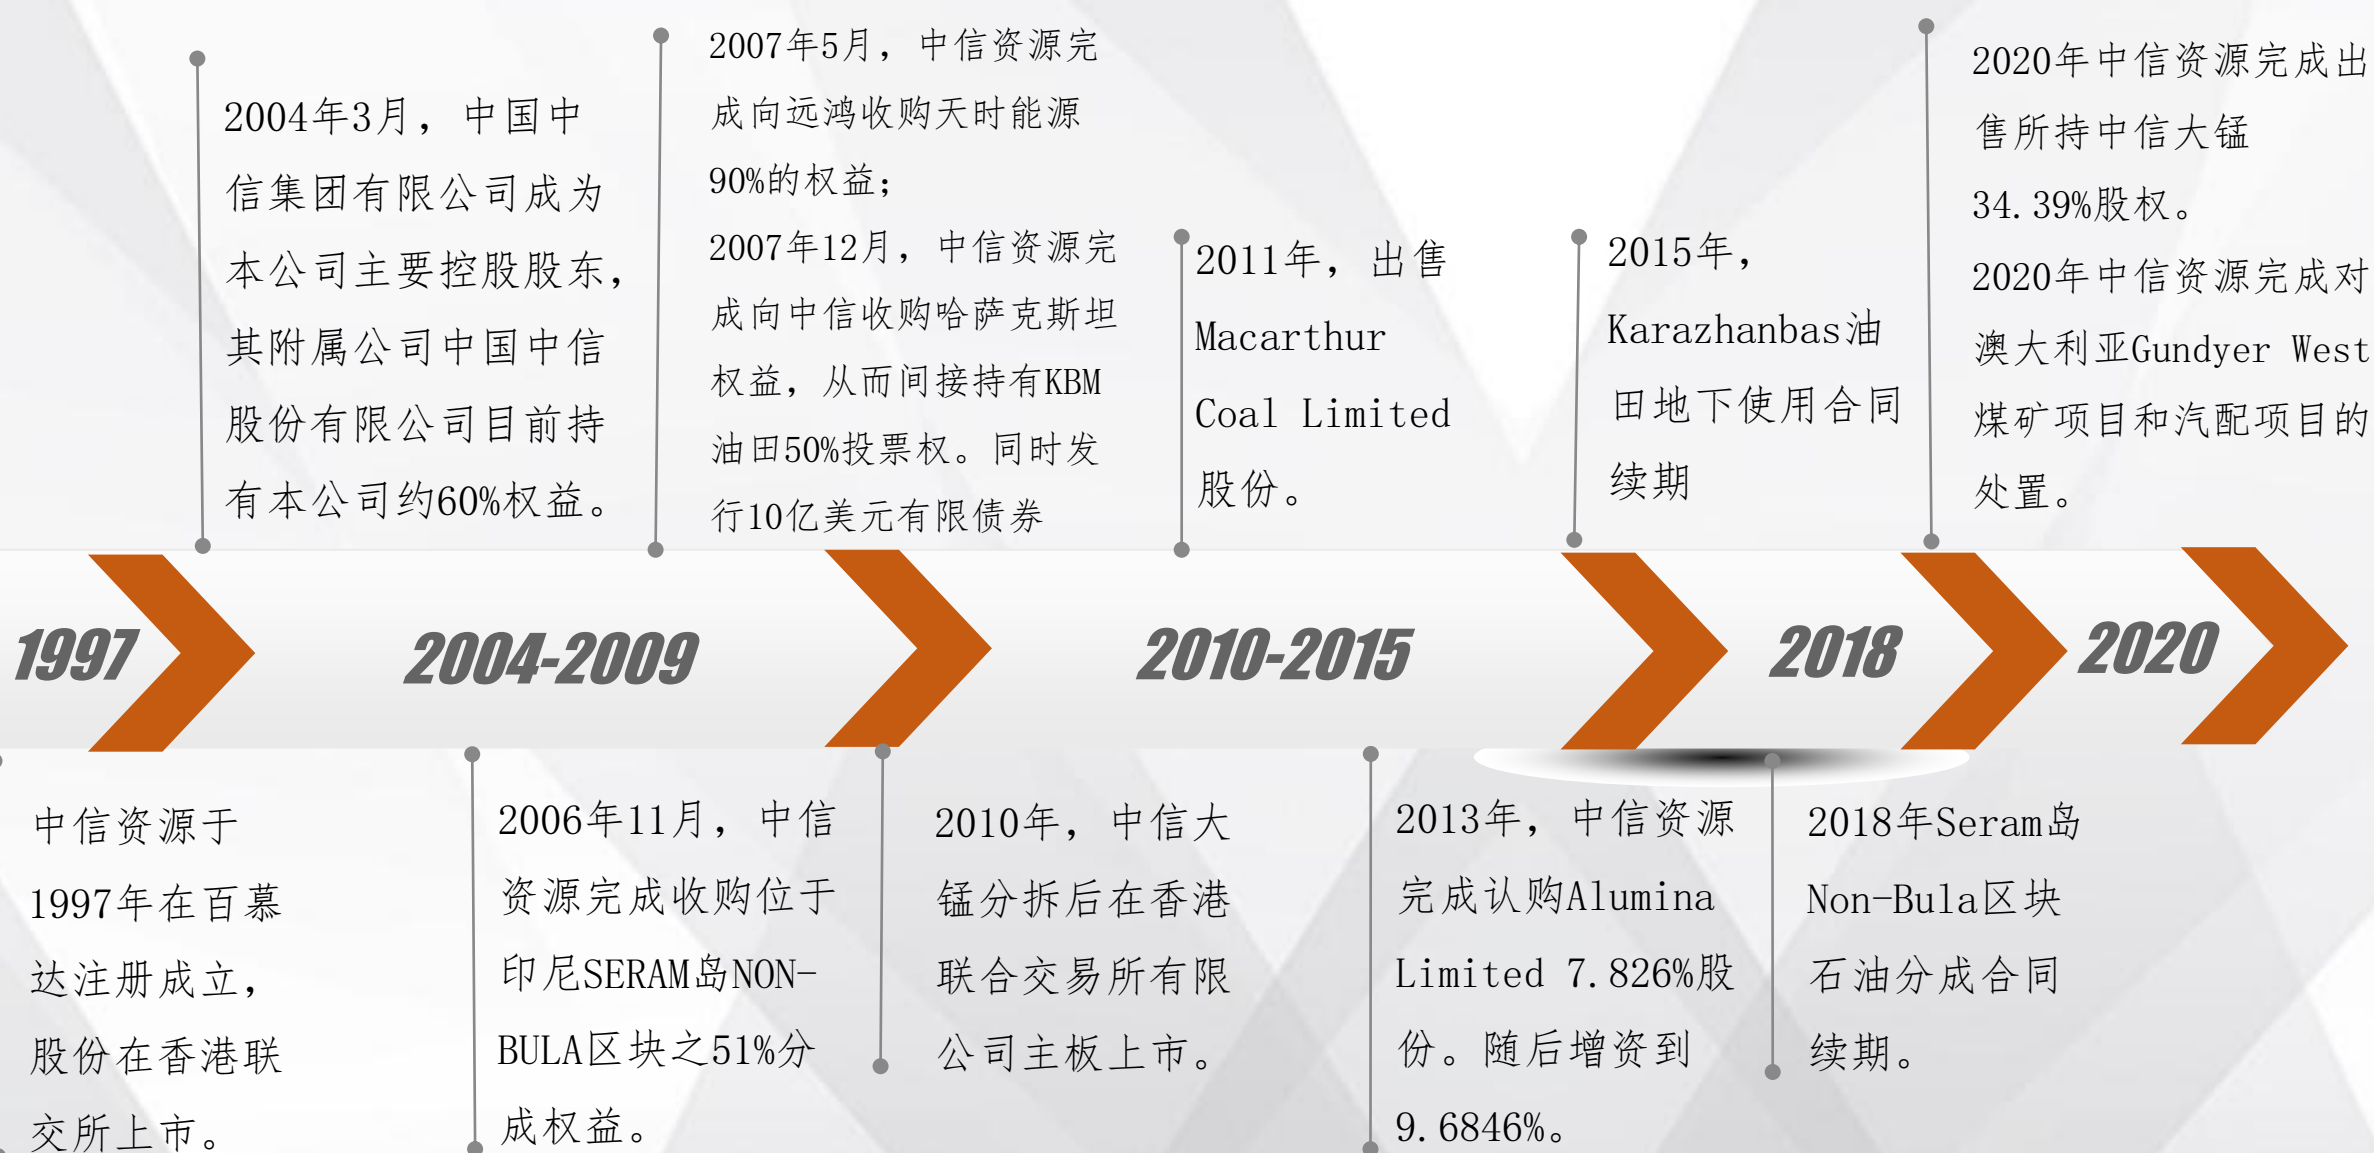 2004年3月，中国中
信集团有限公司成为
本公司主要控股股东，
其附属公司中国中信
股份有限公司目前持
有本公司约60%权益。
2007年5月，中信资源完
成向远鸿收购天时能源
90%的权益；
2007年12月，中信资源完
成向中信收购哈萨克斯坦
权益，从而间接持有KBM
油田50%投票权。同时发
行10亿美元有限债券
2011年，出售
Macarthur
Coal Limited
股份。
2015年，
Karazhanbas油
田地下使用合同
续期
2020年中信资源完成出
售所持中信大锰
34.39%股权。
2020年中信资源完成对
澳大利亚Gundyer West
煤矿项目和汽配项目的
处置。
1997
2004-2009
2010-2015
2018
2020
中信资源于
1997年在百慕
达注册成立，
股份在香港联
交所上市。
2006年11月，中信
资源完成收购位于
印尼SERAM岛NON-
BULA区块之51%分
成权益。
2010年，中信大
锰分拆后在香港
联合交易所有限
公司主板上市。
2013年，中信资源
完成认购Alumina
Limited 7.826%股
份。随后增资到
9.6846%。
2018年Seram岛
Non-Bula区块
石油分成合同
续期。